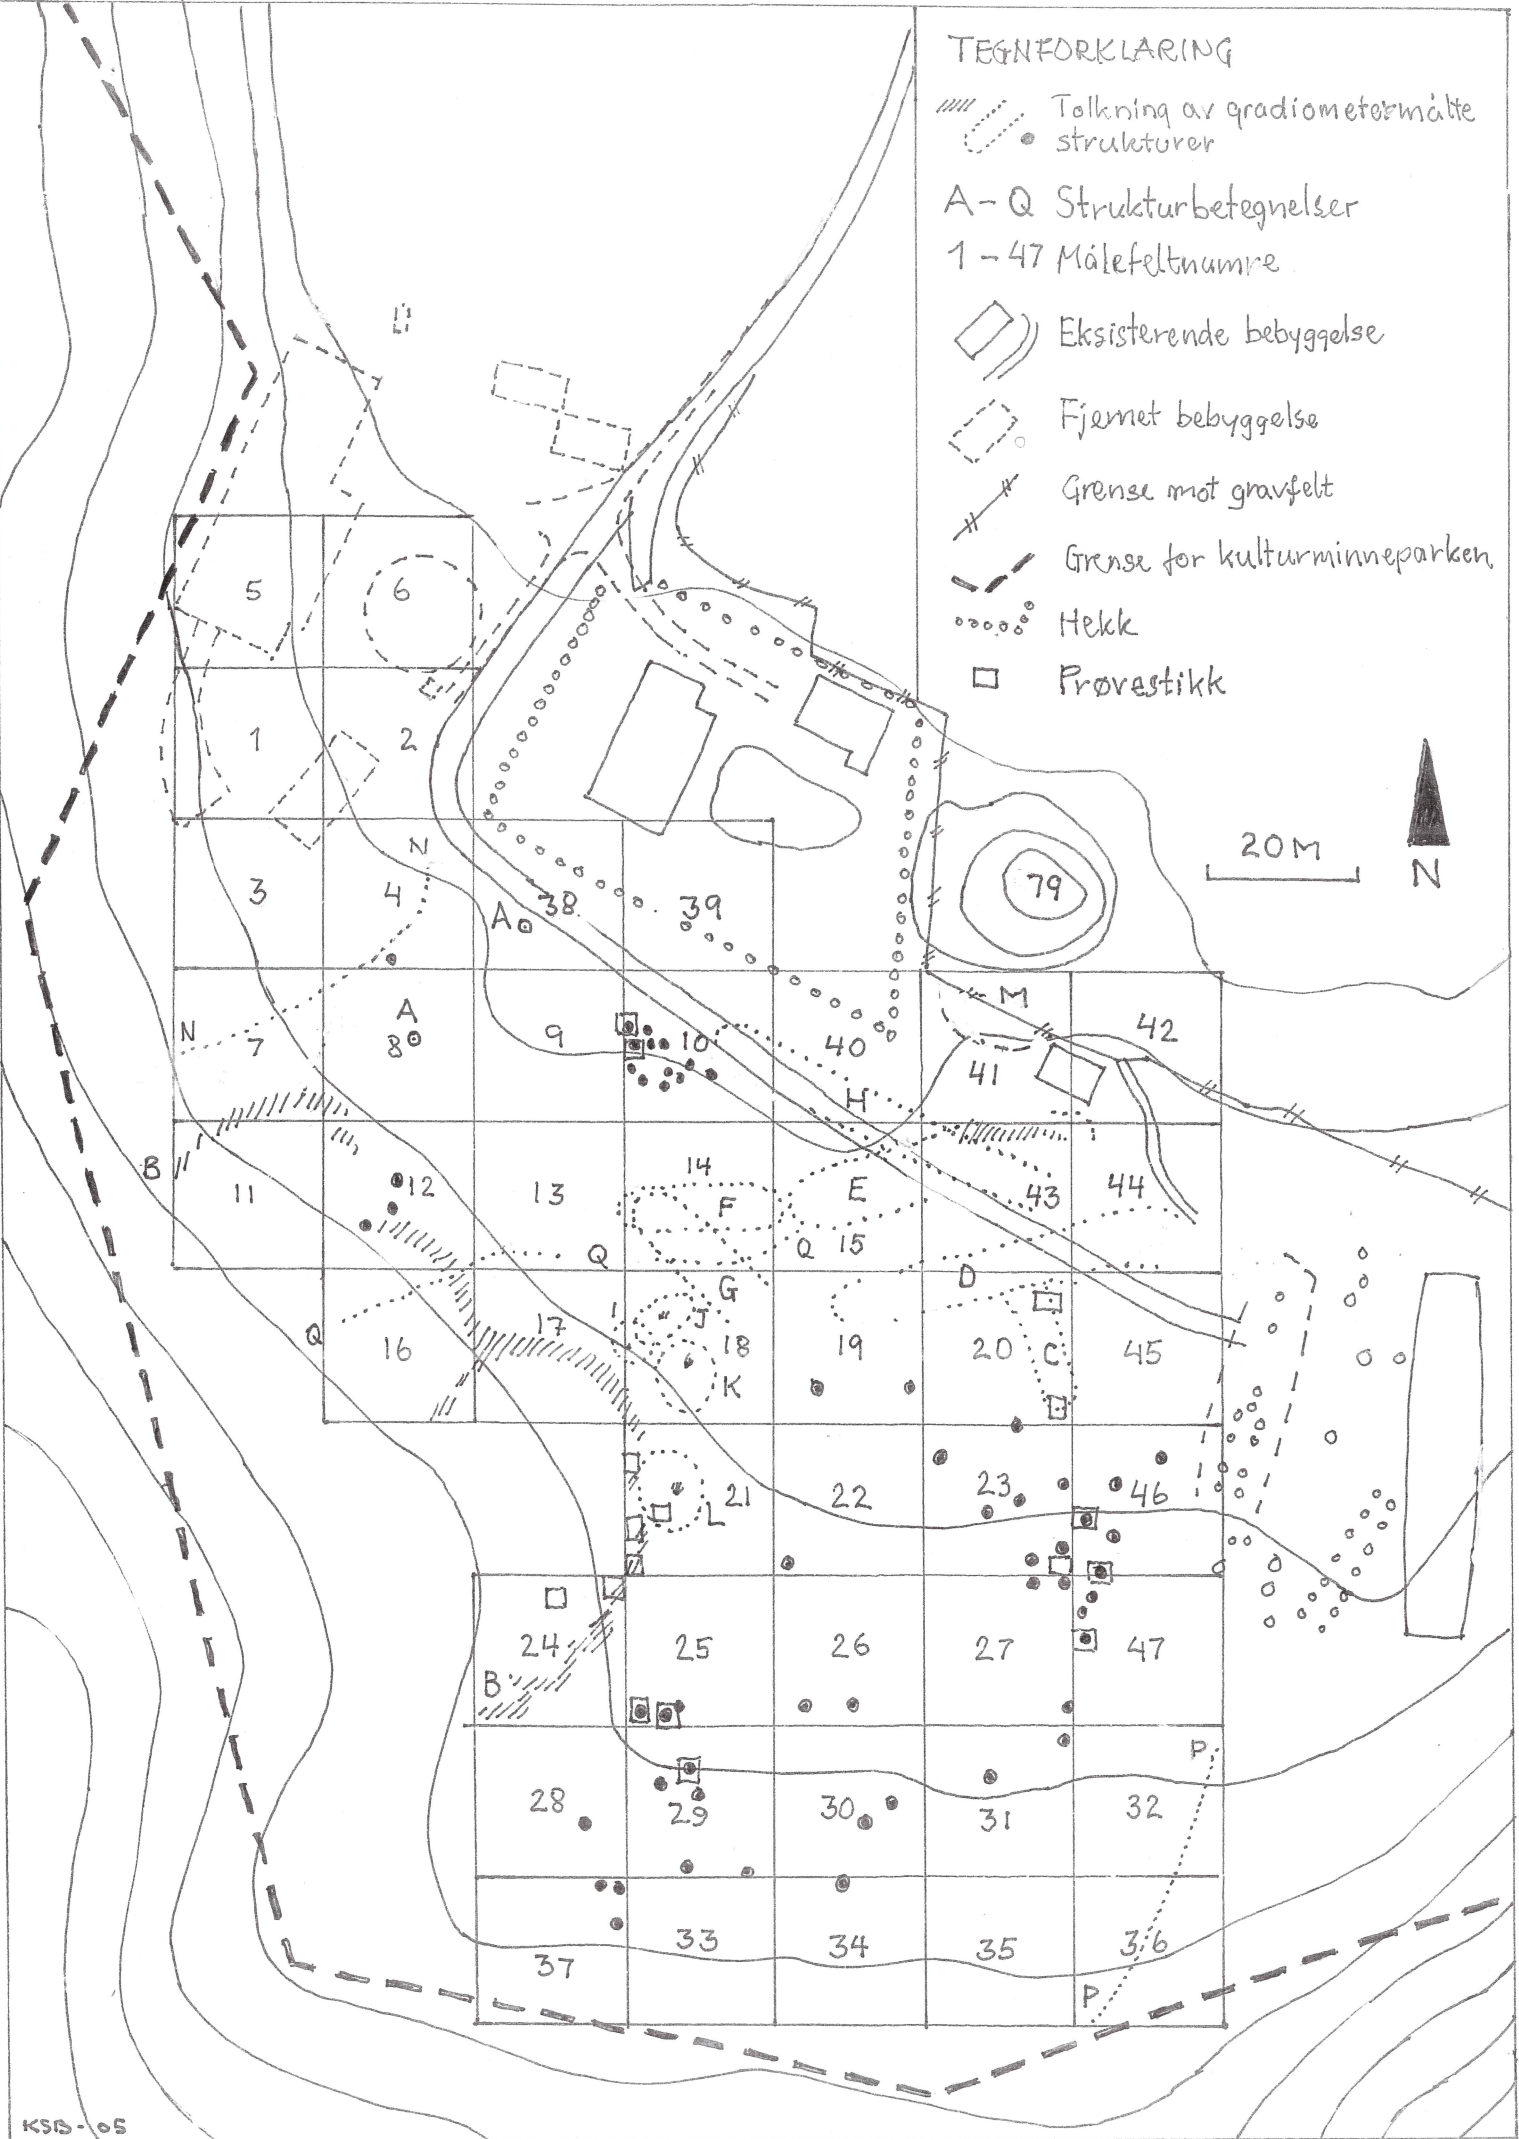 TEGNFORKLARING
Tolkning av gradiometermålte
strukturer
A - Q Strukturbetegnelser
1 - 47 Målefeltnumre
Eksisterende bebyggelse
Fjernet bebyggelse
Grense mot gravfelt
Grense for kulturminneparken
Hekk
Prøvestikk
5
6
1
2
N
20 M
N
79
3
4
A
38
39
N
7
A
8
9
10
40
M
41
42
H
B
11
12
13
14
F
E
15
43
44
Q
Q
G
D
Q
16
17
I
J
18
K
19
20
C
45
21
L
22
23
46
24
B
25
26
27
47
P
28
29
30
31
32
37
33
34
35
36
P
KSB - 05